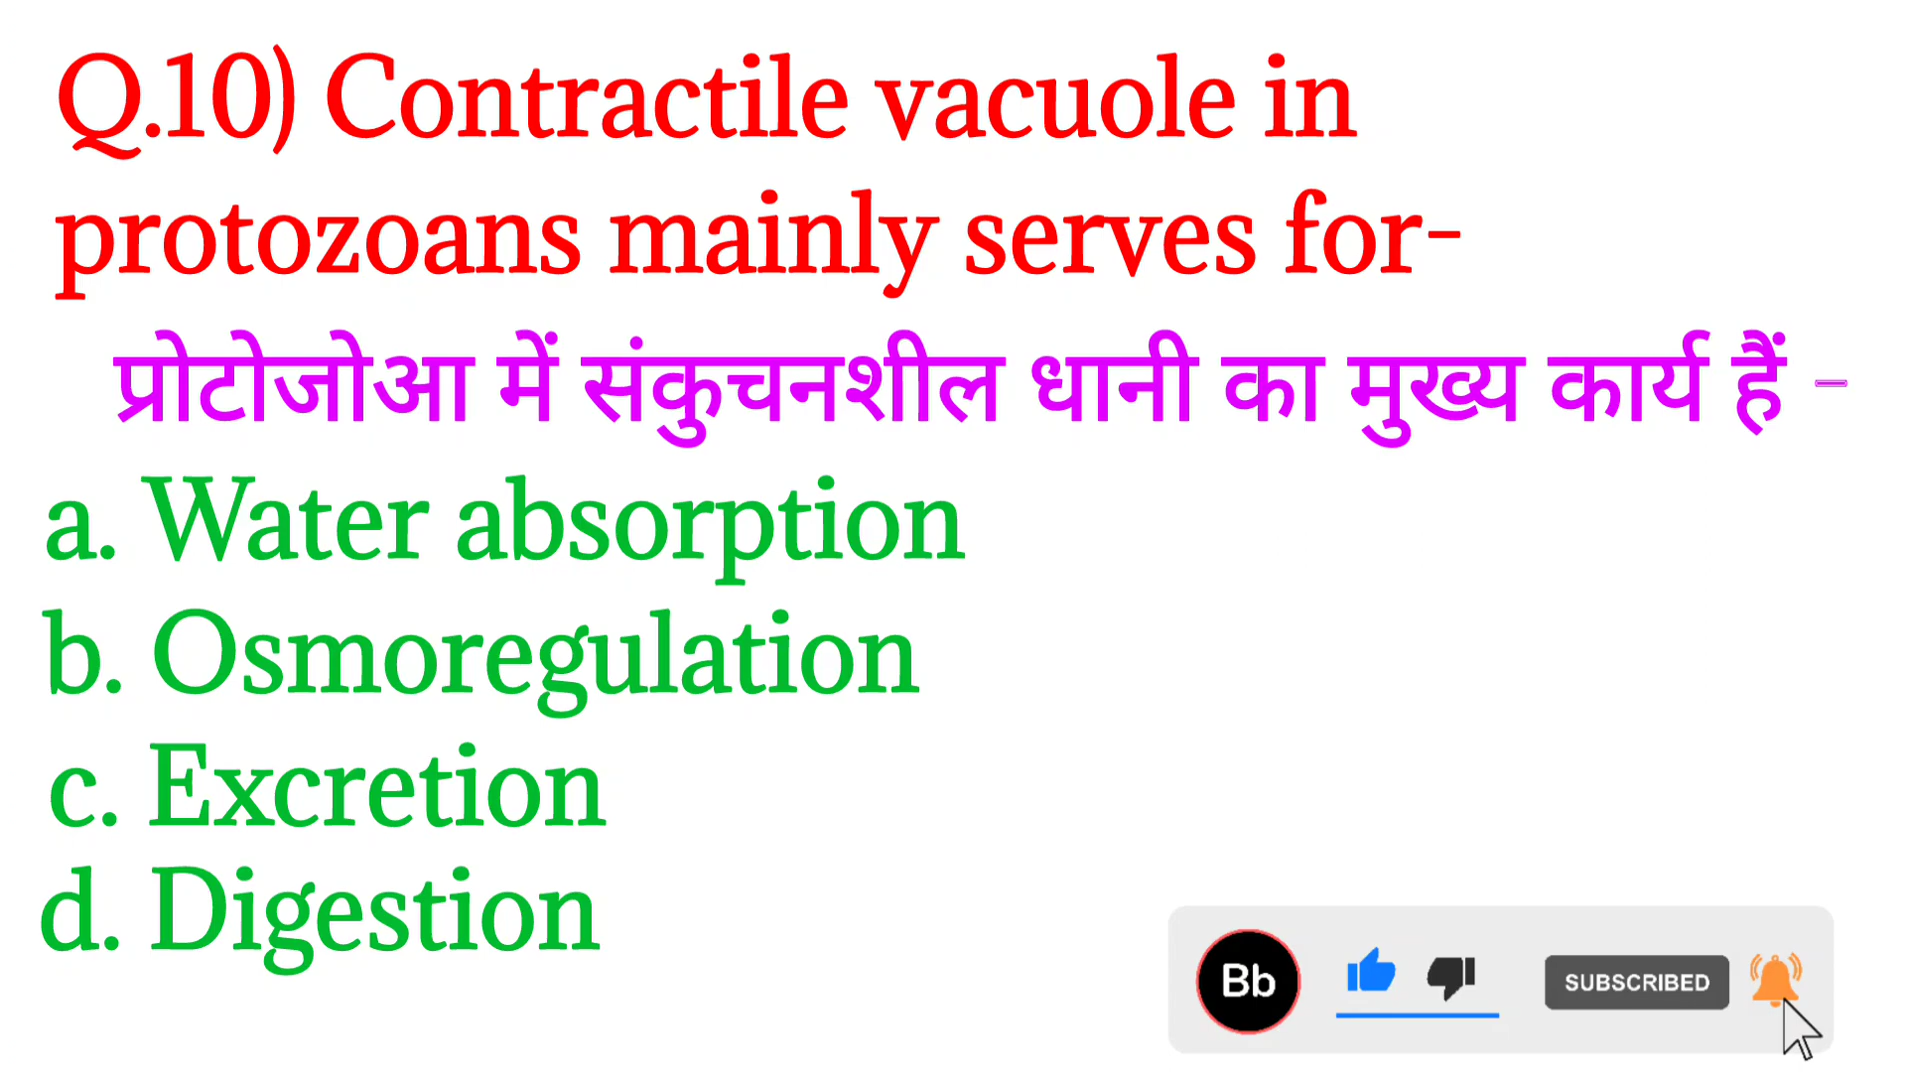 Q.10) Contractile vacuole in
protozoans mainly serves for-
प्रोटोजोआ में संकुचनशील धानी का मुख्य कार्य हैं -
a. Water absorption
b. Osmoregulation
c. Excretion
d. Digestion
Bb SUBSCRIBED